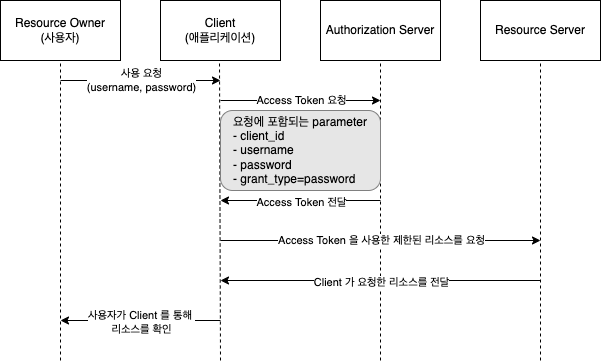 Resource Owner
(사용자)
Client
(애플리케이션)
Authorization Server
Resource Server
사용 요청
(username, password)
Access Token 요청
요청에 포함되는 parameter
- client_id
- username
- password
- grant_type=password
Access Token 전달
Access Token 을 사용한 제한된 리소스를 요청
Client 가 요청한 리소스를 전달
사용자가 Client 를 통해
리소스를 확인